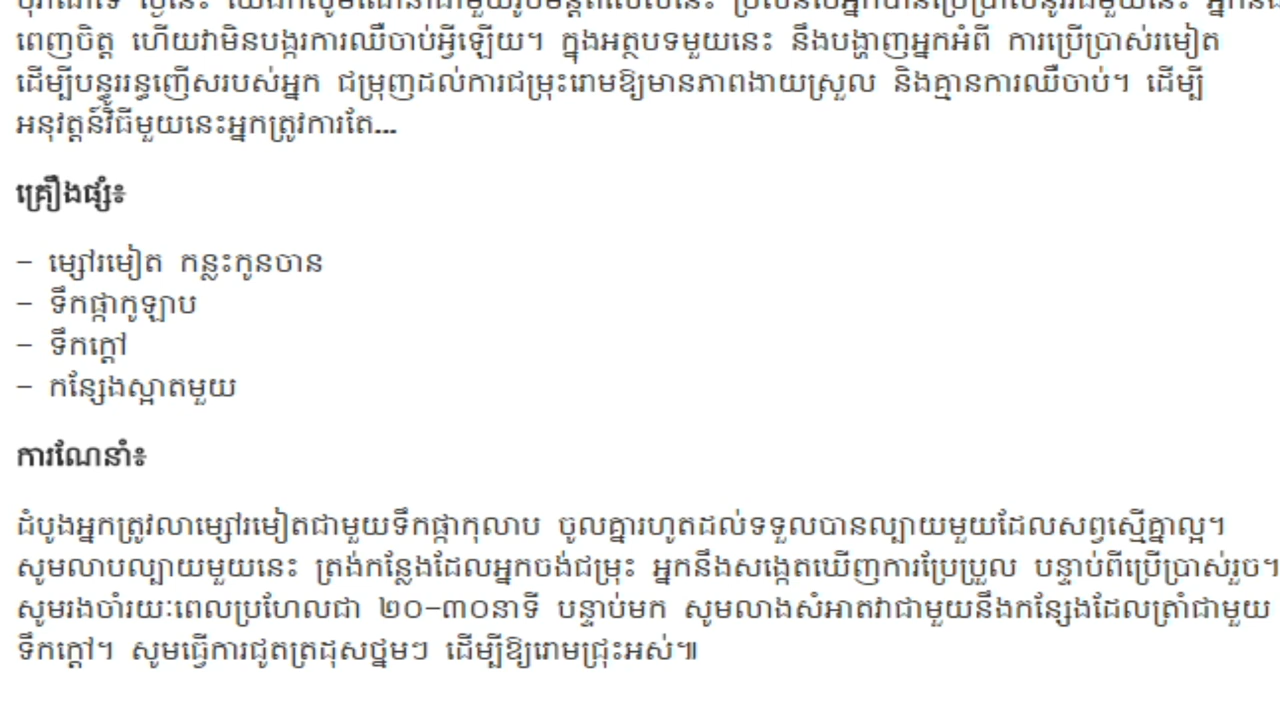 ពេញចិត្ត ហើយវាមិនបង្ករការឈឺចាប់អ្វីឡើយ។ ក្នុងអត្ថបទមួយនេះ នឹងបង្ហាញអ្នកអំពី ការប្រើប្រាស់រមៀត
ដើម្បីបន្ធូររន្ធញើសរបស់អ្នក ជម្រុញដល់ការជម្រុះរោមឱ្យមានភាពងាយស្រួល និងគ្មានការឈឺចាប់។ ដើម្បី
អនុវត្តន៍វិធីមួយនេះអ្នកត្រូវការតែ...
គ្រឿងផ្សំ៖
– ម្សៅរមៀត កន្លះកូនចាន
– ទឹកផ្កាកូឡាប
– ទឹកក្តៅ
– កន្សែងស្អាតមួយ
ការណែនាំ៖
ដំបូងអ្នកត្រូវលាម្សៅរមៀតជាមួយទឹកផ្កាកុលាប ចូលគ្នារហូតដល់ទទួលបានល្បាយមួយដែលសព្វស្មើគ្នាល្អ។
សូមលាបល្បាយមួយនេះ ត្រង់កន្លែងដែលអ្នកចង់ជម្រុះ អ្នកនឹងសង្កេតឃើញការប្រែប្រួល បន្ទាប់ពីប្រើប្រាស់រួច។
សូមរងចាំរយៈពេលប្រហែលជា ២០–៣០នាទី បន្ទាប់មក សូមលាងសំអាតវាជាមួយនឹងកន្សែងដែលត្រាំជាមួយ
ទឹកក្តៅ។ សូមធ្វើការជូតត្រដុសថ្នមៗ ដើម្បីឱ្យរោមជ្រុះអស់៕